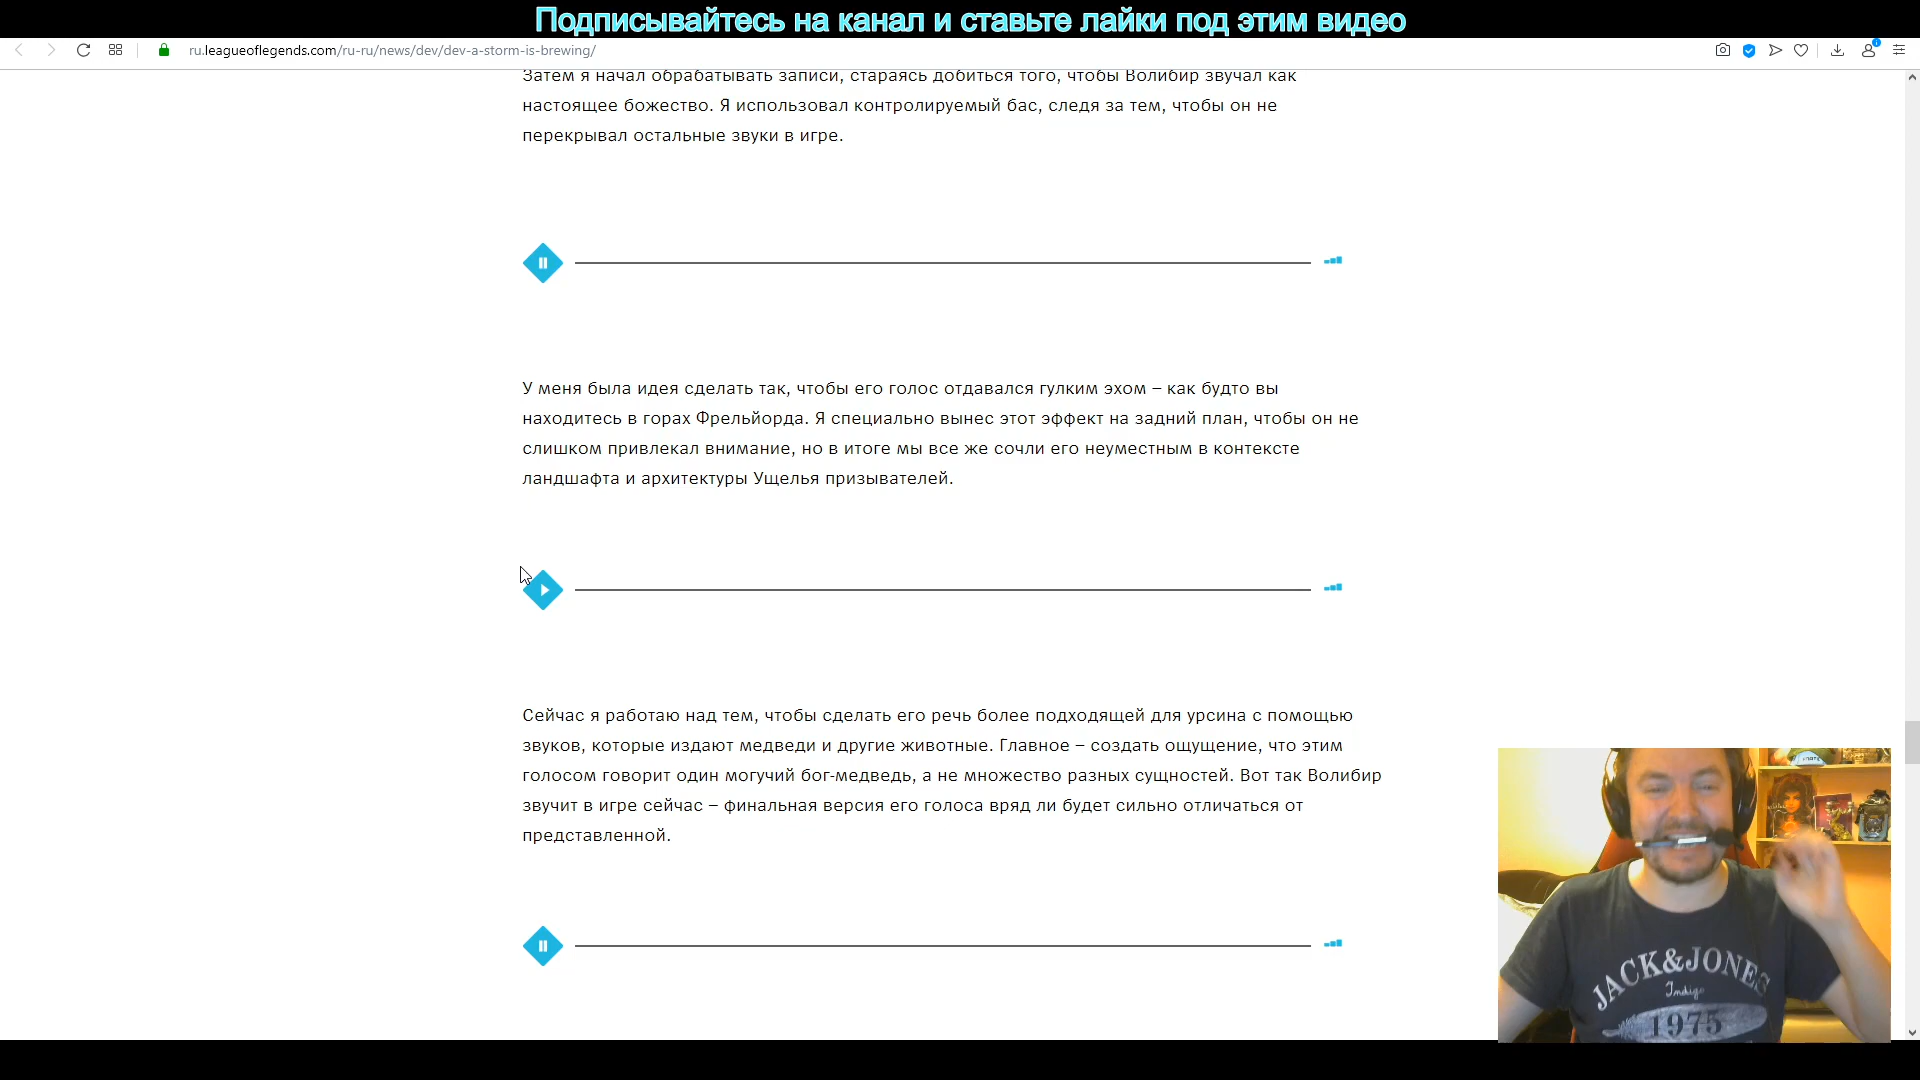 Подписывайтесь на канал и ставьте лайки под этим видео
ru.leagueoflegends.com/ru-ru/news/dev/dev-a-storm-is-brewing/
Затем я начал обрабатывать записи, стараясь добиться того, чтобы Волибир звучал как
настоящее божество. Я использовал контролируемый бас, следя за тем, чтобы он не
перекрывал остальные звуки в игре.
У меня была идея сделать так, чтобы его голос отдавался гулким эхом – как будто вы
находитесь в горах Фрельйорда. Я специально вынес этот эффект на задний план, чтобы он не
слишком привлекал внимание, но в итоге мы все же сочли его неуместным в контексте
ландшафта и архитектуры Ущелья призывателей.
Сейчас я работаю над тем, чтобы сделать его речь более подходящей для урсина с помощью
звуков, которые издают медведи и другие животные. Главное – создать ощущение, что этим
голосом говорит один могучий бог-медведь, а не множество разных сущностей. Вот так Волибир
звучит в игре сейчас – финальная версия его голоса вряд ли будет сильно отличаться от
представленной.
JACK&JONES
Indigo
1975